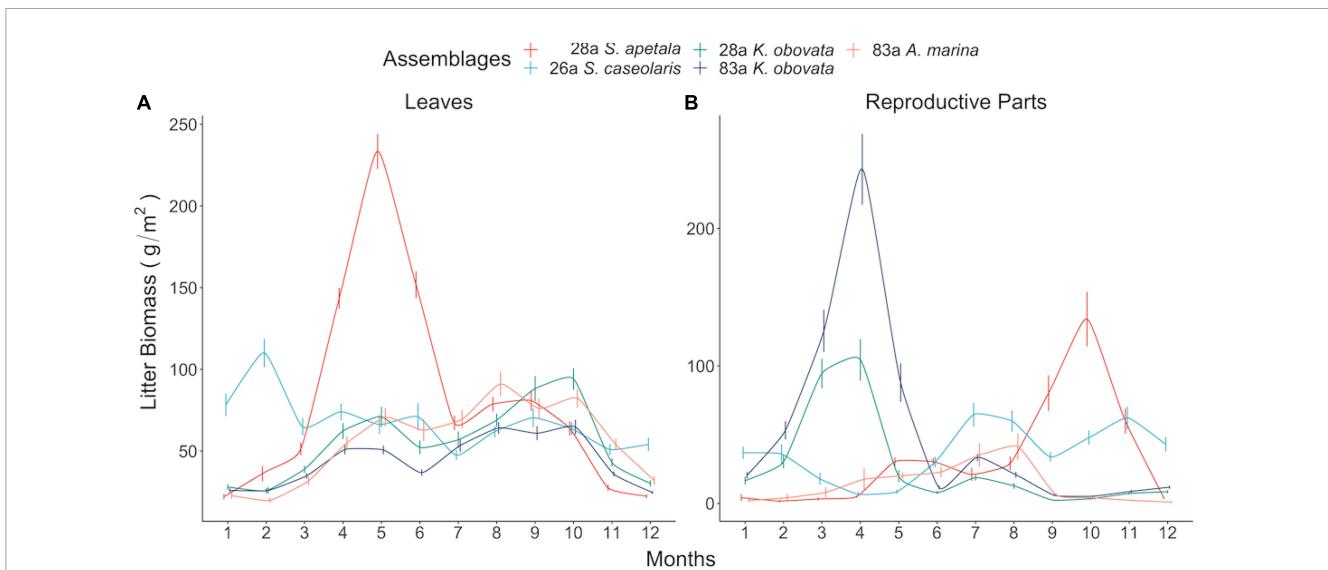 Assemblages
28a S. apetala 28a K. obovata 83a A. marina
26a S. caseolaris 83a K. obovata
A Leaves
B Reproductive Parts
Litter Biomass ( g/m² )
250
200
150
100
50
200
100
0
1 2 3 4 5 6 7 8 9 10 11 12
1 2 3 4 5 6 7 8 9 10 11 12
Months